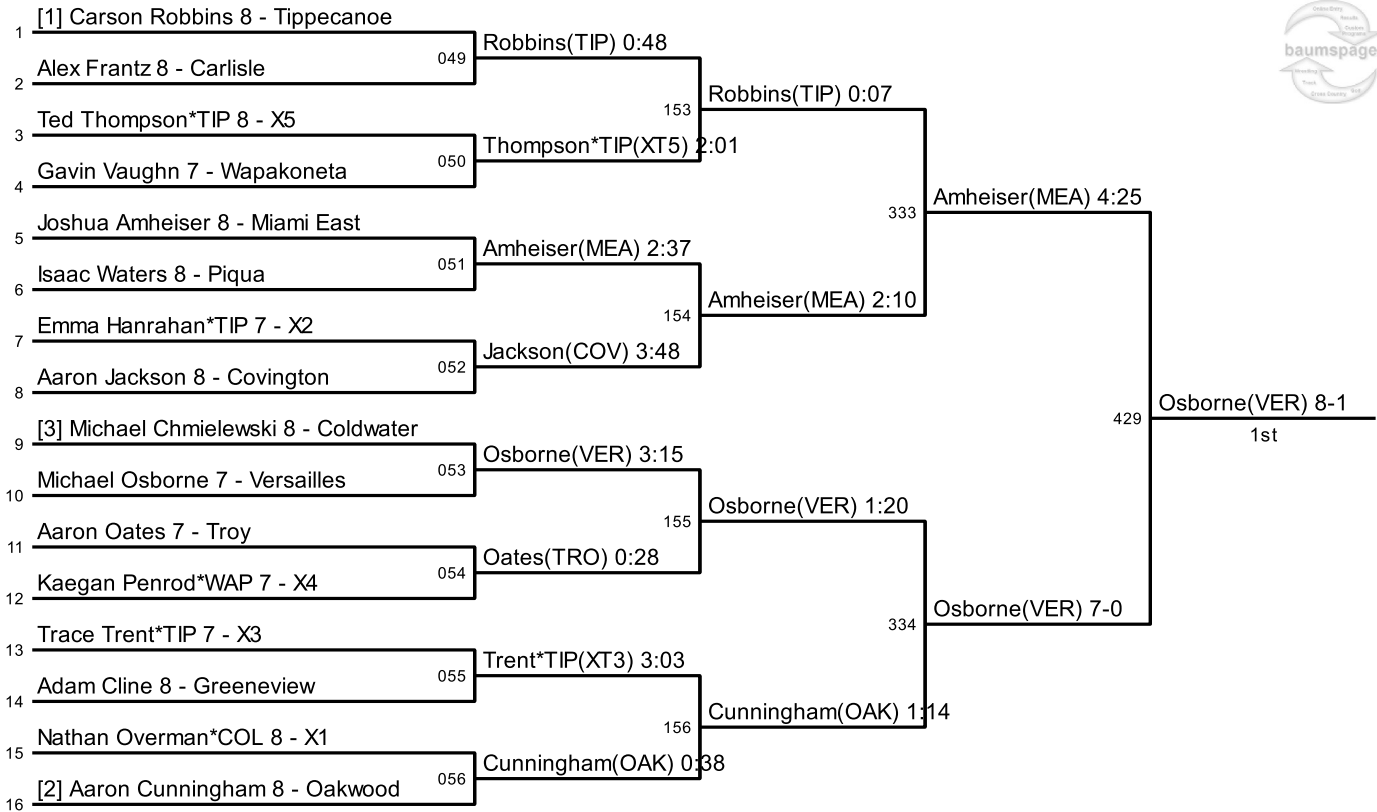 [1] Carson Robbins 8 - Tippecanoe
1
049
Robbins(TIP) 0:48
Alex Frantz 8 - Carlisle
2
153
Robbins(TIP) 0:07
Ted Thompson*TIP 8 - X5
3
050
Thompson*TIP(XT5) 2:01
Gavin Vaughn 7 - Wapakoneta
4
333
Amheiser(MEA) 4:25
Joshua Amheiser 8 - Miami East
5
051
Amheiser(MEA) 2:37
Isaac Waters 8 - Piqua
6
154
Amheiser(MEA) 2:10
Emma Hanrahan*TIP 7 - X2
7
052
Jackson(COV) 3:48
Aaron Jackson 8 - Covington
8
429
Osborne(VER) 8-1
1st
[3] Michael Chmielewski 8 - Coldwater
9
053
Osborne(VER) 3:15
Michael Osborne 7 - Versailles
10
155
Osborne(VER) 1:20
Aaron Oates 7 - Troy
11
054
Oates(TRO) 0:28
Kaegan Penrod*WAP 7 - X4
12
334
Osborne(VER) 7-0
Trace Trent*TIP 7 - X3
13
055
Trent*TIP(XT3) 3:03
Adam Cline 8 - Greeneview
14
156
Cunningham(OAK) 1:14
Nathan Overman*COL 8 - X1
15
056
Cunningham(OAK) 0:38
[2] Aaron Cunningham 8 - Oakwood
16
Online Entry
Results
baumspage
Track
Cross Country